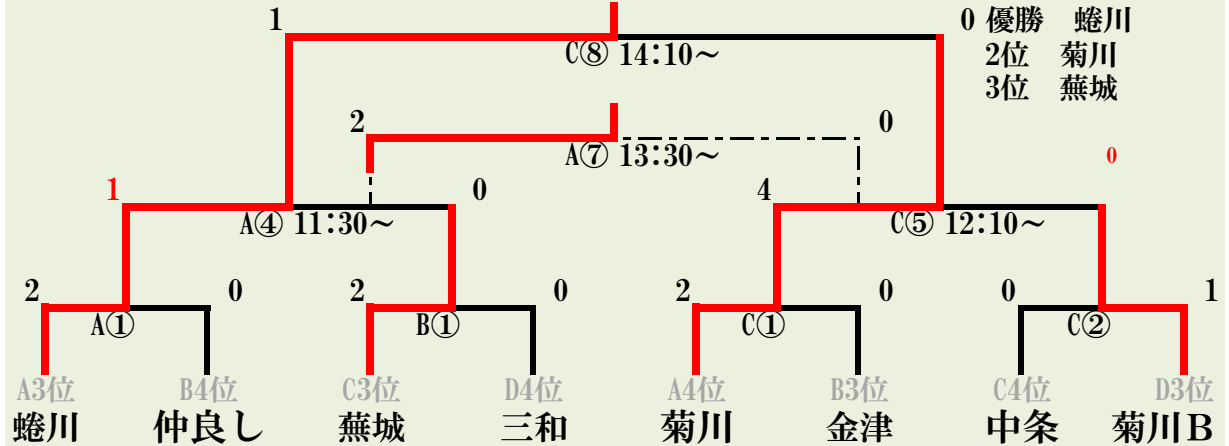 1
0 優勝 蜷川
C⑧ 14:10～
2位 菊川
3位 蕪城
2
0
A⑦ 13:30～
0
1
0
4
A④ 11:30～
C⑤ 12:10～
2
0
2
0
2
0
0
1
A①
B①
C①
C②
A3位 B4位 C3位 D4位 A4位 B3位 C4位 D3位
蜷川 仲良し 蕪城 三和 菊川 金津 中条 菊川B